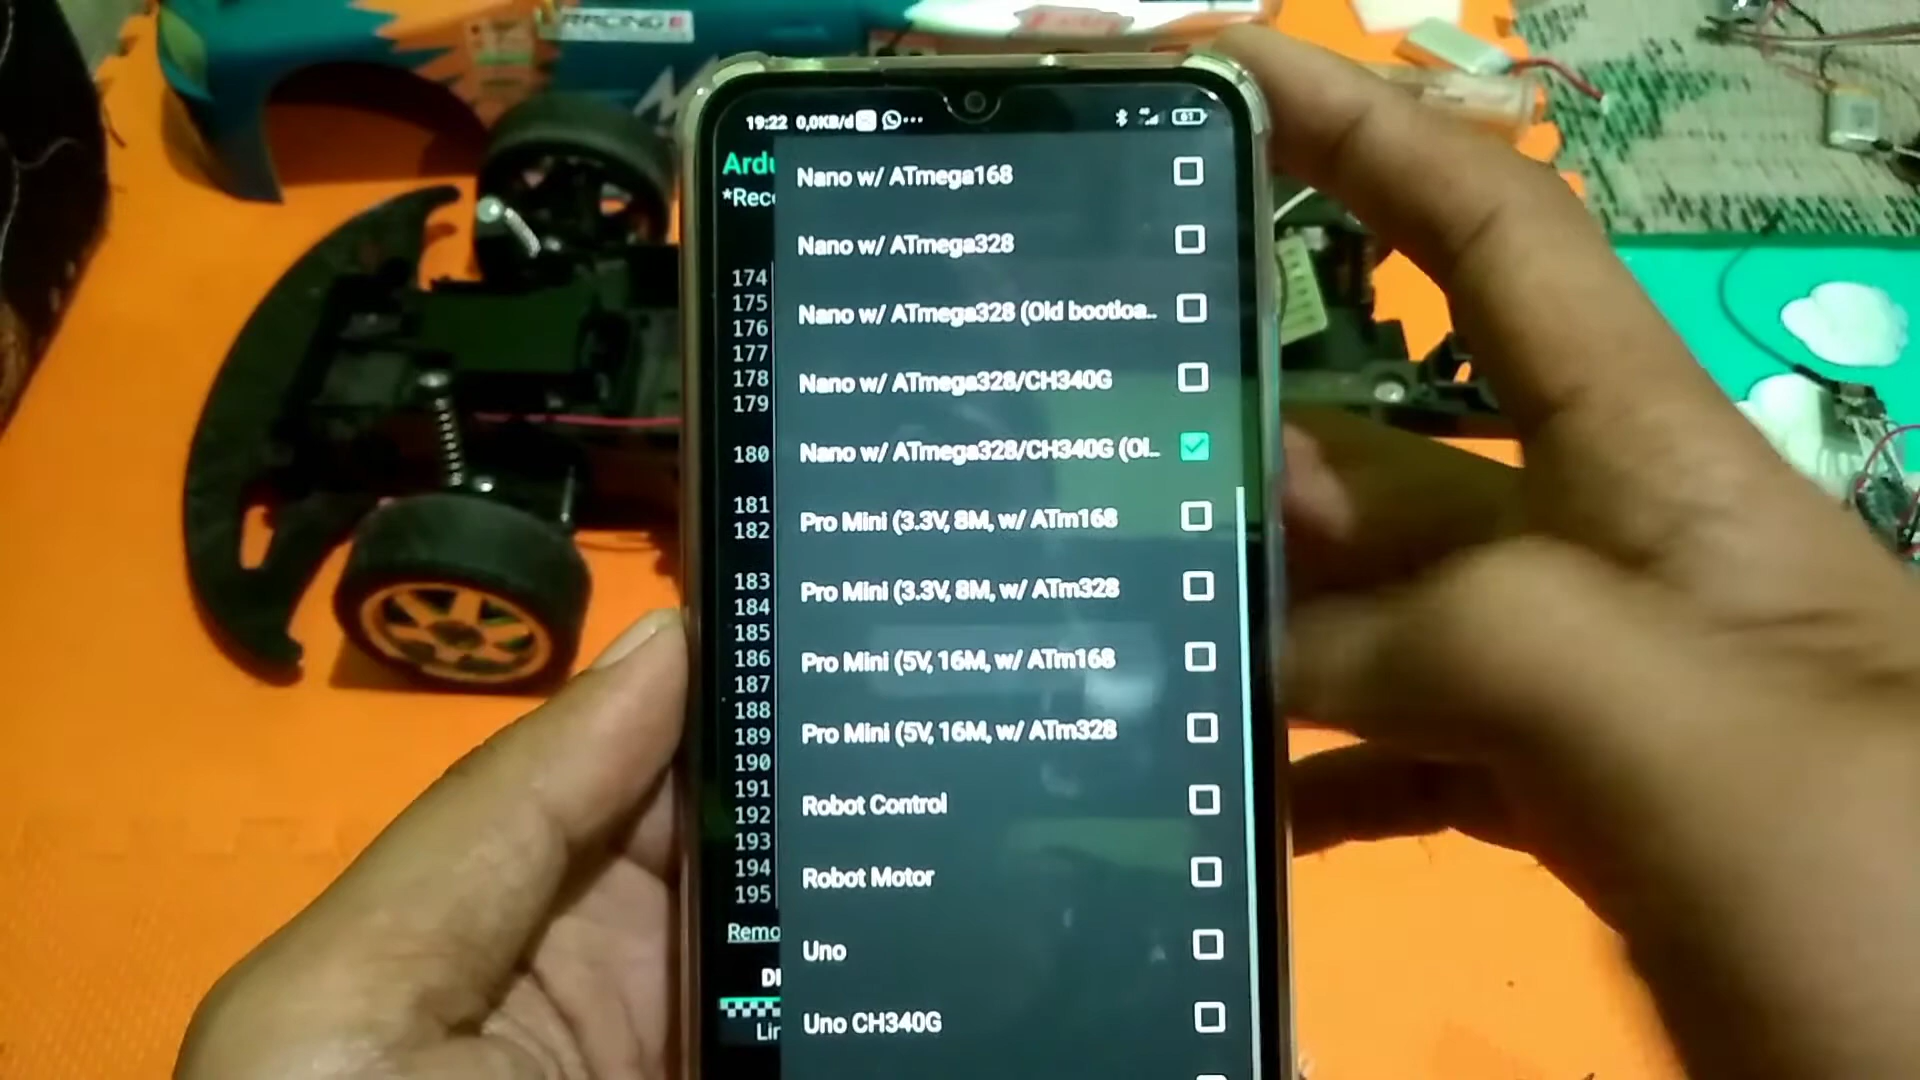 RACING
19:22 0,0KB/d
Ardu
*Rec
Nano w/ ATmega168
Nano w/ ATmega328
Nano w/ ATmega328 (Old bootloa..
Nano w/ ATmega328/CH340G
Nano w/ ATmega328/CH340G (Ol..
Pro Mini (3.3V, 8M, w/ ATm168
Pro Mini (3.3V, 8M, w/ ATm328
Pro Mini (5V, 16M, w/ ATm168
Pro Mini (5V, 16M, w/ ATm328
Robot Control
Robot Motor
Uno
Uno CH340G
174
175
176
177
178
179
180
181
182
183
184
185
186
187
188
189
190
191
192
193
194
195
Remo
DI
Lin